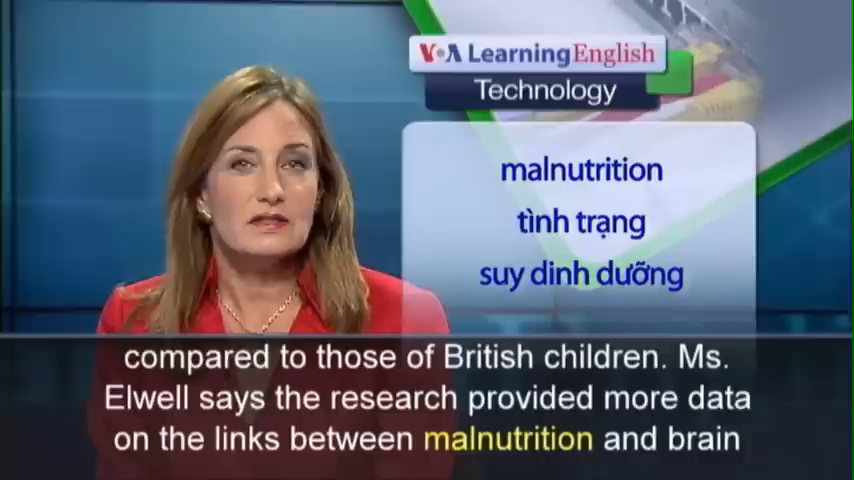 VOA Learning English
Technology
malnutrition
tình trạng
suy dinh dưỡng
compared to those of British children. Ms.
Elwell says the research provided more data
on the links between malnutrition and brain